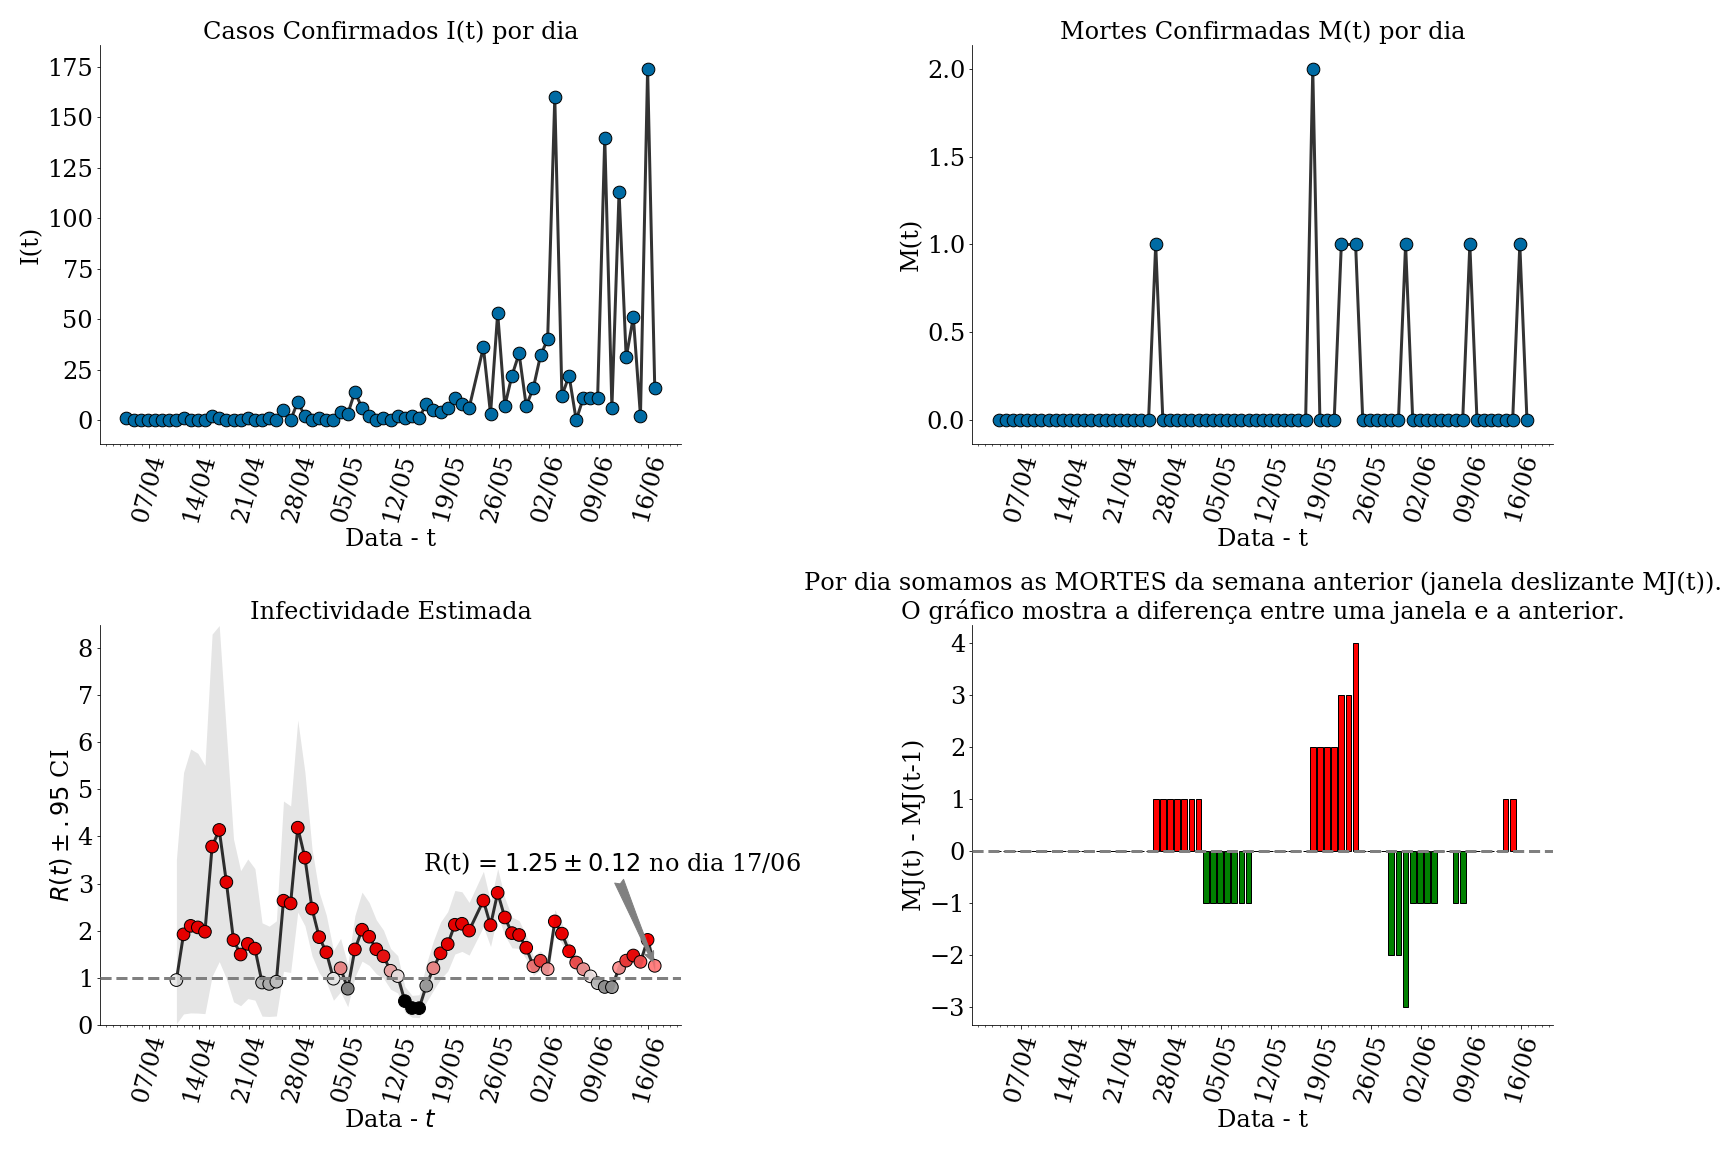 Casos Confirmados I(t) por dia
I(t)
175
150
125
100
75
50
25
0
07/04 14/04 21/04 28/04 05/05 12/05 19/05 26/05 02/06 09/06 16/06
Data - t
Mortes Confirmadas M(t) por dia
M(t)
2.0
1.5
1.0
0.5
0.0
07/04 14/04 21/04 28/04 05/05 12/05 19/05 26/05 02/06 09/06 16/06
Data - t
Infectividade Estimada
R(t) ± .95 CI
8
7
6
5
4
3
2
1
0
R(t) = 1.25 ± 0.12 no dia 17/06
07/04 14/04 21/04 28/04 05/05 12/05 19/05 26/05 02/06 09/06 16/06
Data - t
Por dia somamos as MORTES da semana anterior (janela deslizante MJ(t)).
O gráfico mostra a diferença entre uma janela e a anterior.
MJ(t) - MJ(t-1)
4
3
2
1
0
−1
−2
−3
07/04 14/04 21/04 28/04 05/05 12/05 19/05 26/05 02/06 09/06 16/06
Data - t